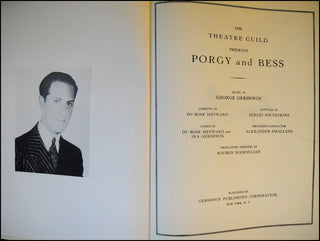 THE
THEATRE GUILD
PRESENTS
PORGY and BESS
MUSIC BY
GEORGE GERSHWIN
LIBRETTO BY
DU BOSE HEYWARD
LYRICS BY
DU BOSE HEYWARD and
IRA GERSHWIN
SETTINGS BY
SERGEI SOUDEIKINE
ORCHESTRA CONDUCTOR
ALEXANDER SMALLENS
PRODUCTION DIRECTED BY
ROUBEN MAMOULIAN
PUBLISHED BY
GERSHWIN PUBLISHING CORPORATION
NEW YORK, N. Y.